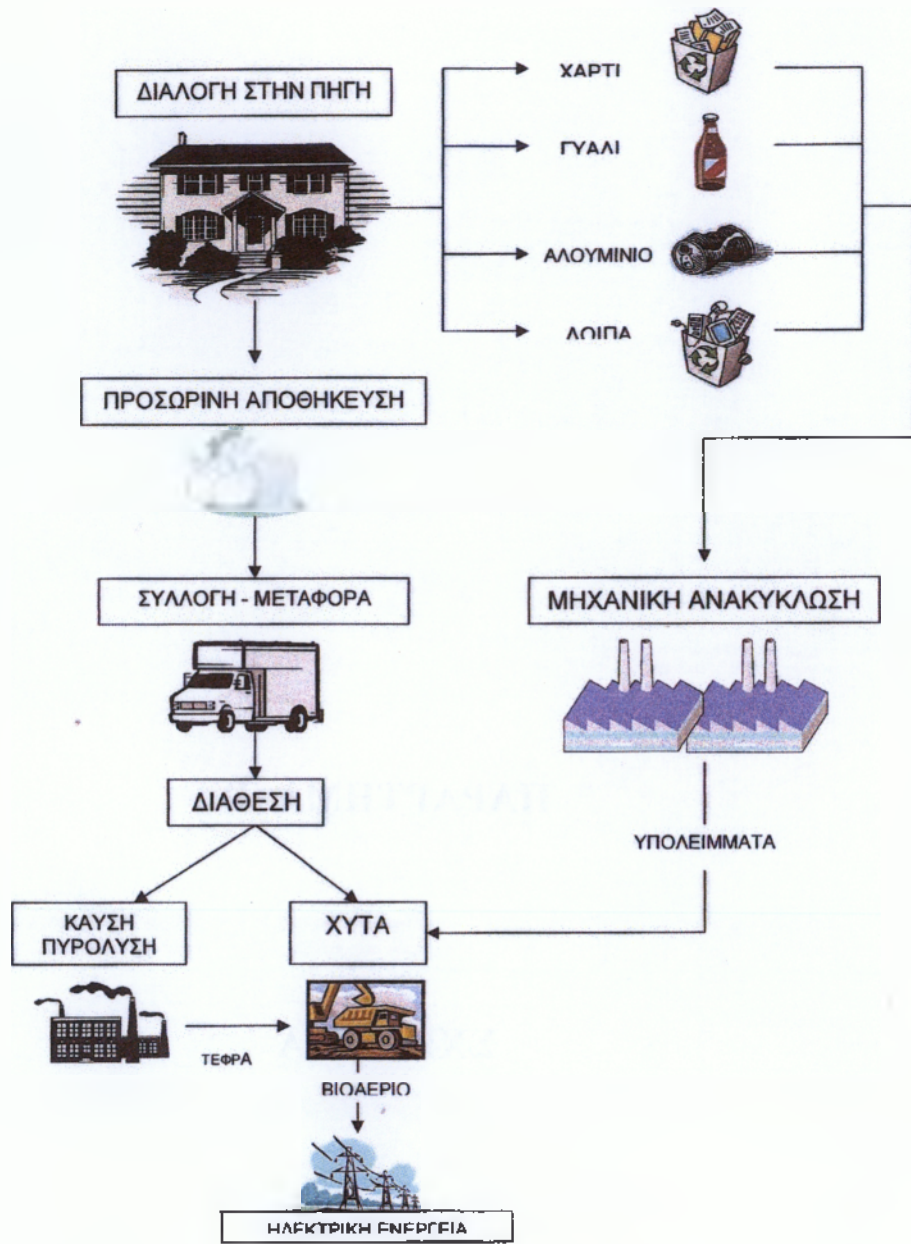 ΔΙΑΛΟΓΗ ΣΤΗΝ ΠΗΓΗ
ΧΑΡΤΙ
ΓΥΑΛΙ
ΑΛΟΥΜΙΝΙΟ
ΛΟΙΠΑ
ΠΡΟΣΩΡΙΝΗ ΑΠΟΘΗΚΕΥΣΗ
ΣΥΛΛΟΓΗ - ΜΕΤΑΦΟΡΑ
ΜΗΧΑΝΙΚΗ ΑΝΑΚΥΚΛΩΣΗ
ΔΙΑΘΕΣΗ
ΥΠΟΛΕΙΜΜΑΤΑ
ΚΑΥΣΗ
ΠΥΡΟΛΥΣΗ
ΧΥΤΑ
ΤΕΦΡΑ
ΒΙΟΑΕΡΙΟ
ΗΛΕΚΤΡΙΚΗ ΕΝΕΡΓΕΙΑ